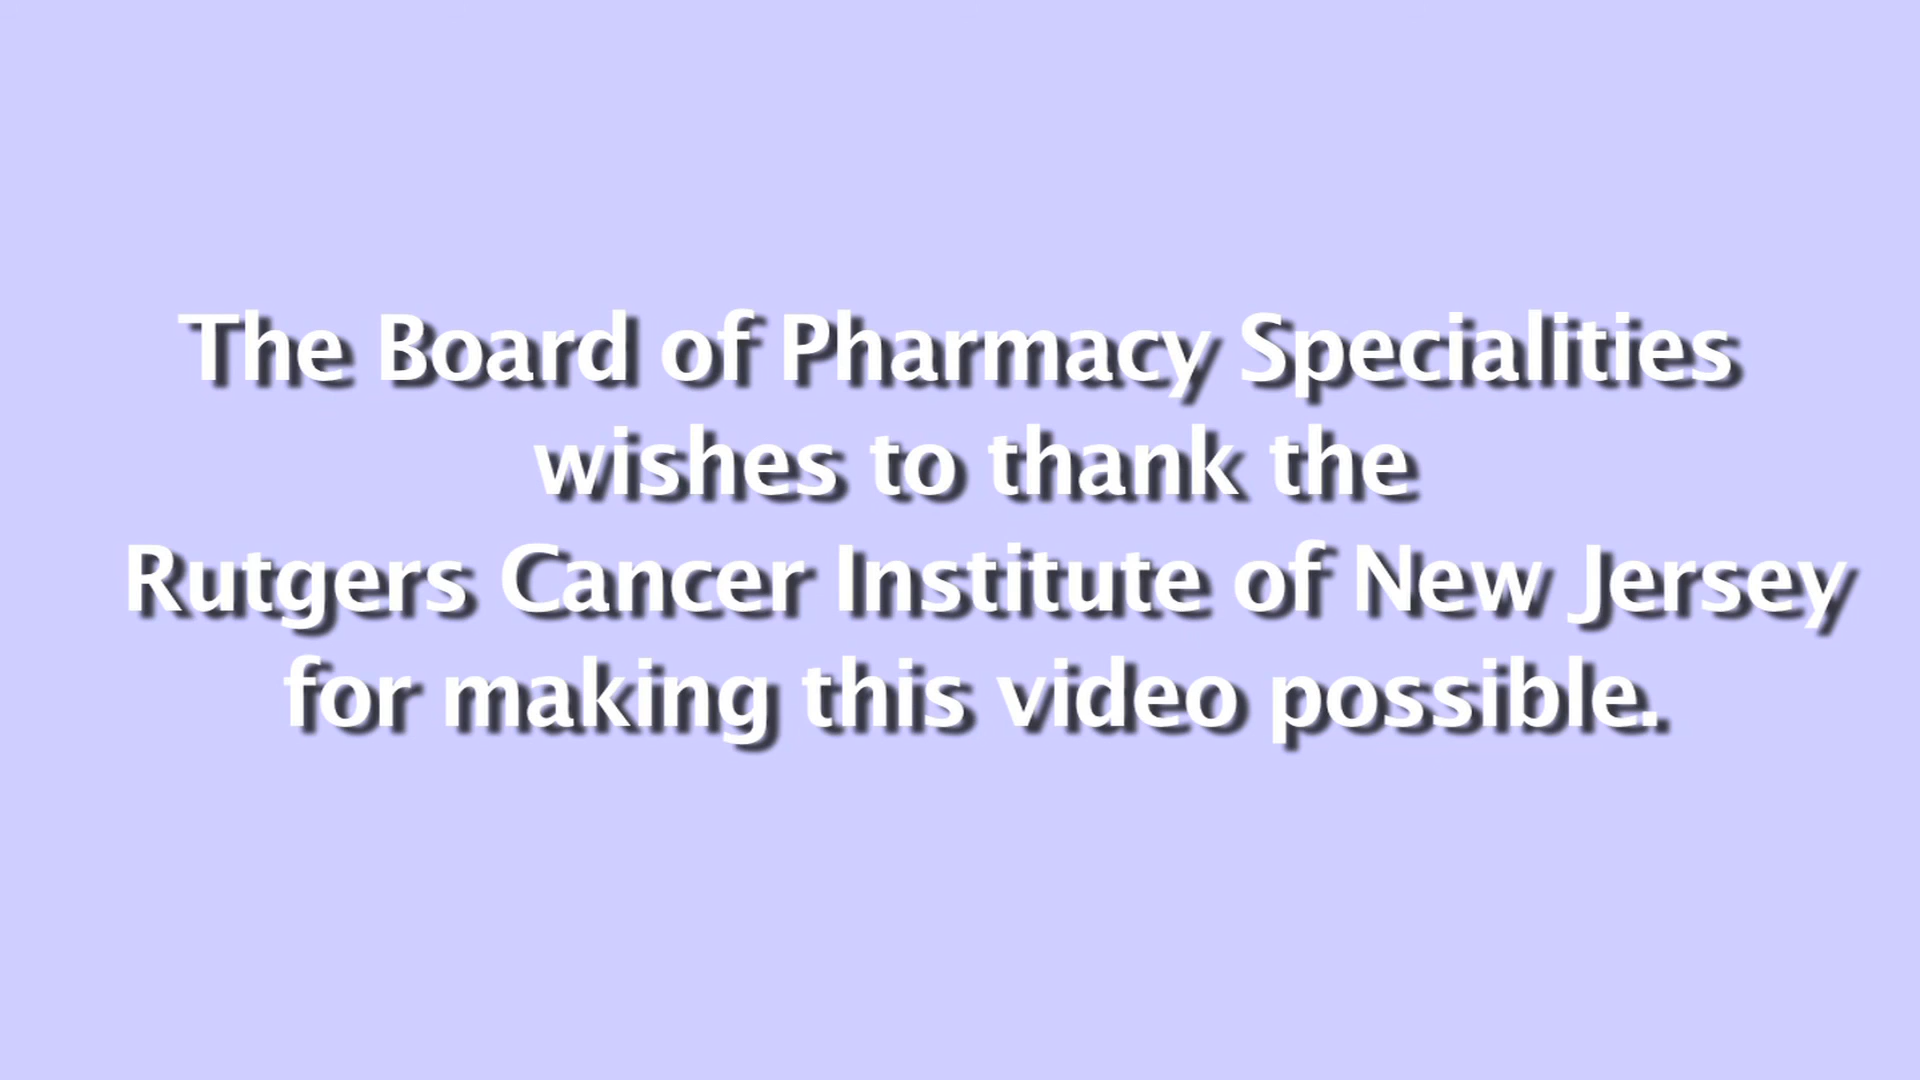 The Board of Pharmacy Specialities
wishes to thank the
Rutgers Cancer Institute of New Jersey
for making this video possible.